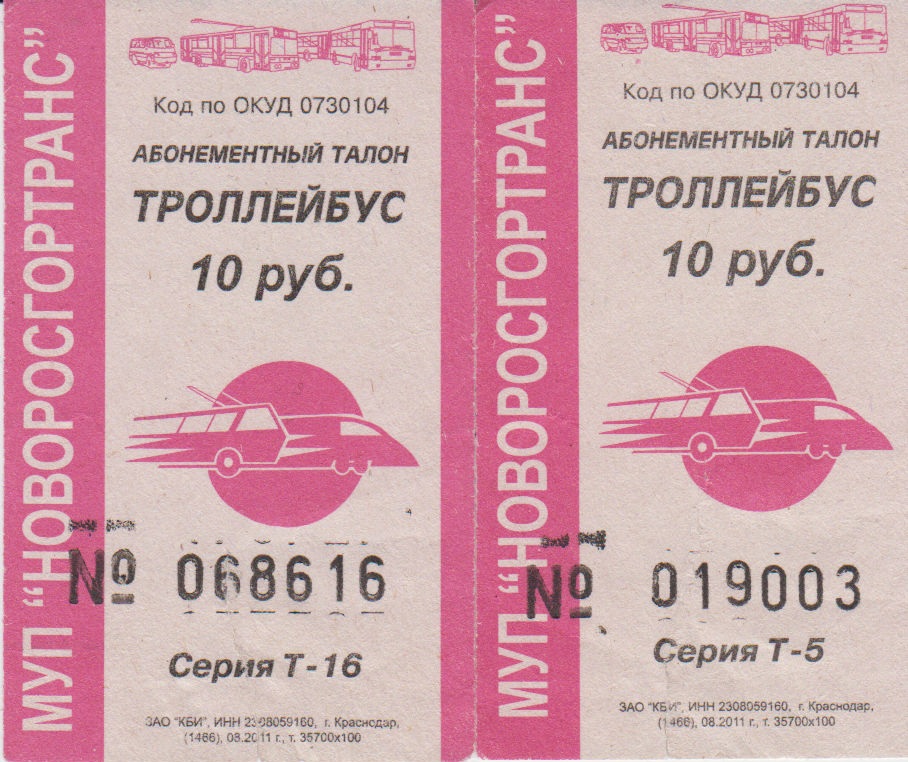 МУП "НОВОРОСГОРТРАНС"
Код по ОКУД 0730104
АБОНЕМЕНТНЫЙ ТАЛОН
ТРОЛЛЕЙБУС
10 руб.
№ 068616
Серия Т-16
ЗАО "КБИ", ИНН 2308059160, г. Краснодар,
(1466), 08.2011 г., т. 35700х100
МУП "НОВОРОСГОРТРАНС"
Код по ОКУД 0730104
АБОНЕМЕНТНЫЙ ТАЛОН
ТРОЛЛЕЙБУС
10 руб.
№ 019003
Серия Т-5
ЗАО "КБИ", ИНН 2308059160, г. Краснодар,
(1466), 08.2011 г., т. 35700х100